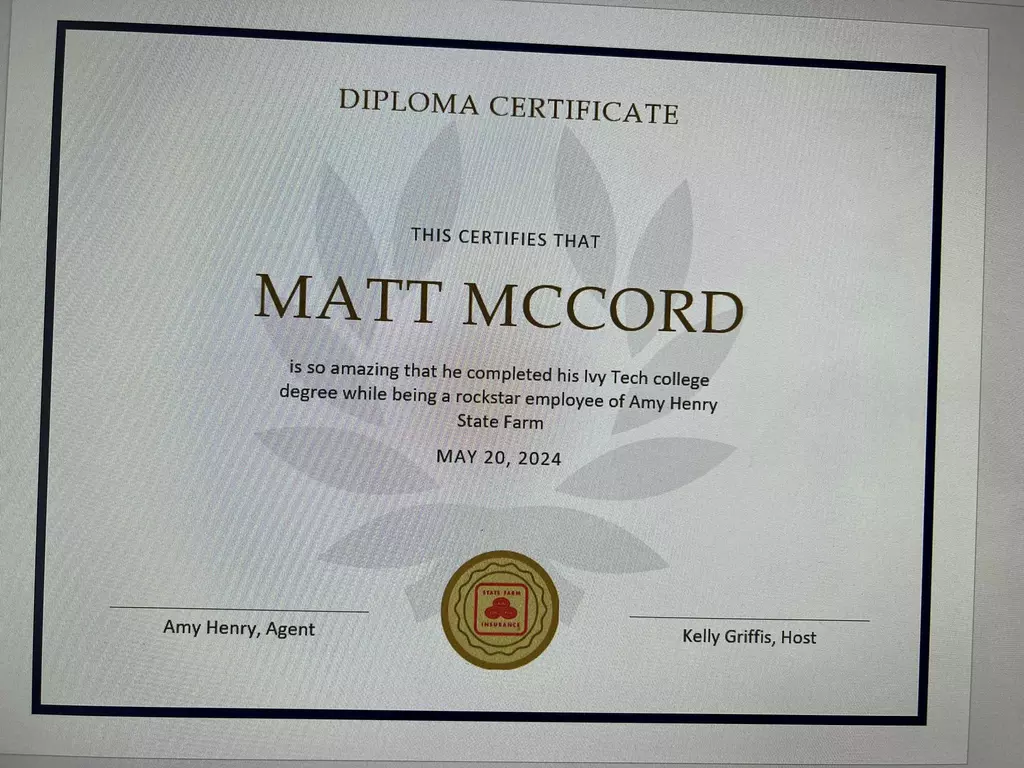 DIPLOMA CERTIFICATE
THIS CERTIFIES THAT
MATT MCCORD
is so amazing that he completed his Ivy Tech college
degree while being a rockstar employee of Amy Henry
State Farm
MAY 20, 2024
STATE FARM
INSURANCE
Amy Henry, Agent
Kelly Griffis, Host